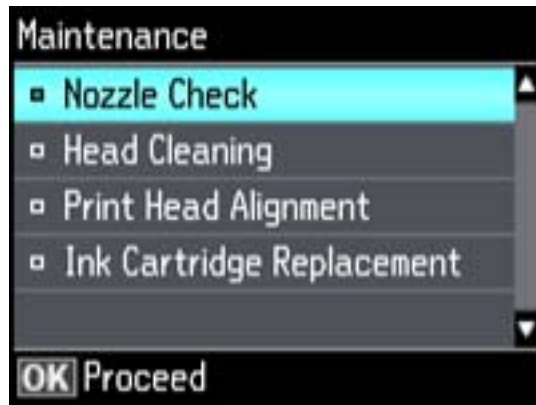 Maintenance
Nozzle Check
Head Cleaning
Print Head Alignment
Ink Cartridge Replacement
OK Proceed